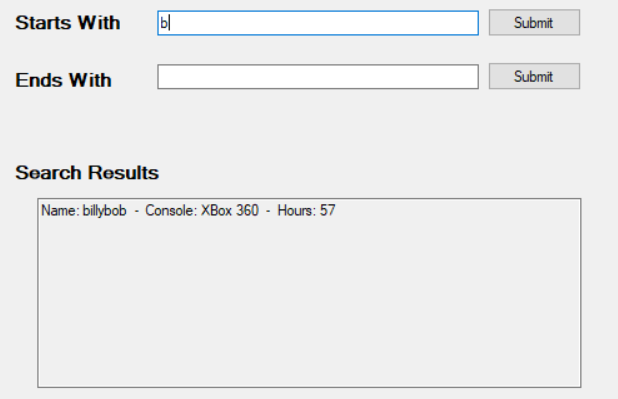 Starts With b Submit
Ends With Submit
Search Results
Name: billybob - Console: XBox 360 - Hours: 57